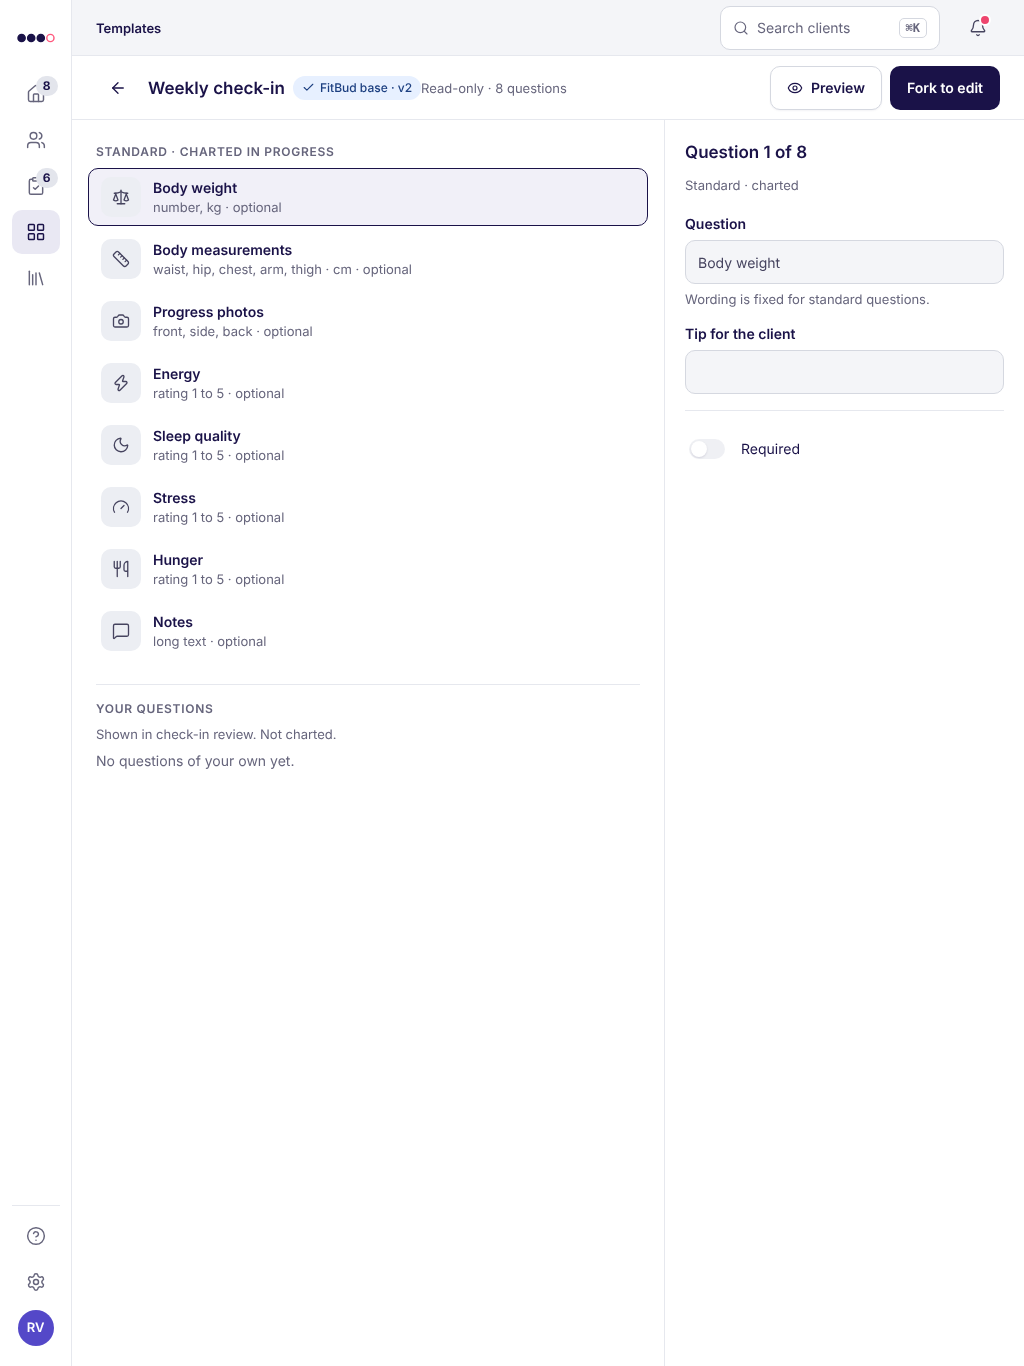 Templates
Search clients
⌘K
8
6
Weekly check-in
FitBud base · v2
Read-only · 8 questions
Preview
Fork to edit
STANDARD · CHARTED IN PROGRESS
Body weight
number, kg · optional
Body measurements
waist, hip, chest, arm, thigh · cm · optional
Progress photos
front, side, back · optional
Energy
rating 1 to 5 · optional
Sleep quality
rating 1 to 5 · optional
Stress
rating 1 to 5 · optional
Hunger
rating 1 to 5 · optional
Notes
long text · optional
YOUR QUESTIONS
Shown in check-in review. Not charted.
No questions of your own yet.
Question 1 of 8
Standard · charted
Question
Body weight
Wording is fixed for standard questions.
Tip for the client
Required
RV